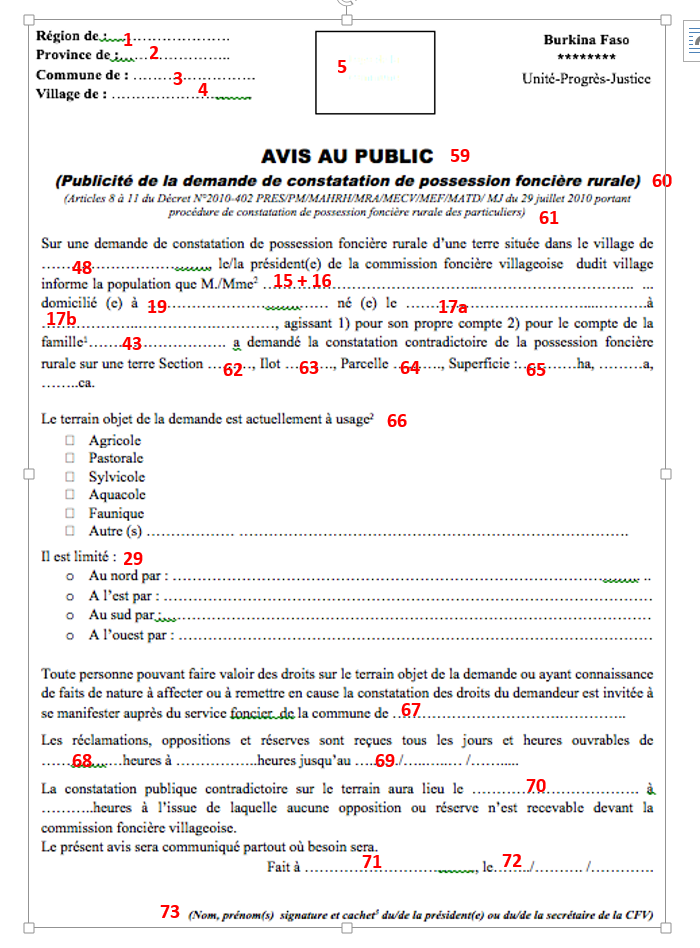 Région de :....1....................
Province de :.....2...............
Commune de : ........3................
Village de : ..................4.........
5
Burkina Faso
********
Unité-Progrès-Justice
AVIS AU PUBLIC 59
(Publicité de la demande de constatation de possession foncière rurale) 60
(Articles 8 à 11 du Décret N°2010-402 PRES/PM/MAHRH/MRA/MECV/MEF/MATD/ MJ du 29 juillet 2010 portant
procédure de constatation de possession foncière rurale des particuliers) 61
Sur une demande de constatation de possession foncière rurale d'une terre située dans le village de
.......48......................., le/la président(e) de la commission foncière villageoise dudit village
informe la population que M./Mme² ...15 + 16............................................................ ...
domicilié (e) à ..19............................... né (e) le .......17a.............................à
.17b........................................., agissant 1) pour son propre compte 2) pour le compte de la
famille¹.......43................... a demandé la constatation contradictoire de la possession foncière
rurale sur une terre Section ..62......, Ilot ...63......, Parcelle ..64......, Superficie :..65..........ha, .........a,
........ca.
Le terrain objet de la demande est actuellement à usage² 66
☐ Agricole
☐ Pastorale
☐ Sylvicole
☐ Aquacole
☐ Faunique
☐ Autre (s) .................. ...............................................................................
Il est limité : 29
o Au nord par : ................................................................................................ ..
o A l'est par : ...................................................................................................
o Au sud par :...................................................................................................
o A l'ouest par : ................................................................................................
Toute personne pouvant faire valoir des droits sur le terrain objet de la demande ou ayant connaissance
de faits de nature à affecter ou à remettre en cause la constatation des droits du demandeur est invitée à
se manifester auprès du service foncier de la commune de ..67............................................
Les réclamations, oppositions et réserves sont reçues tous les jours et heures ouvrables de
......68..........heures à .................heures jusqu'au ....69../............ /..........
La constatation publique contradictoire sur le terrain aura lieu le ...........70....................... à
...........heures à l'issue de laquelle aucune opposition ou réserve n'est recevable devant la
commission foncière villageoise.
Le présent avis sera communiqué partout où besoin sera.
Fait à ............71......................, le..72..../.......... /.............
73 (Nom, prénom(s) signature et cachet⁵ du/de la président(e) ou du/de la secrétaire de la CFV)